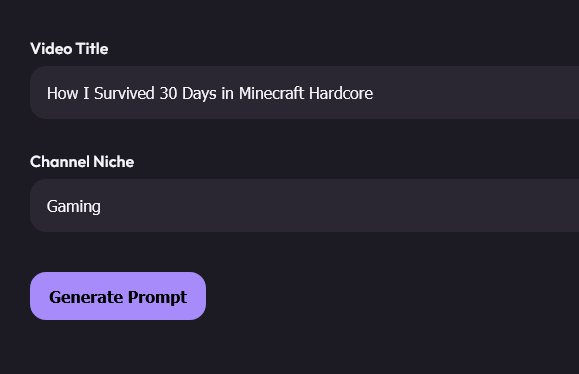 Video Title
How I Survived 30 Days in Minecraft Hardcore
Channel Niche
Gaming
Generate Prompt